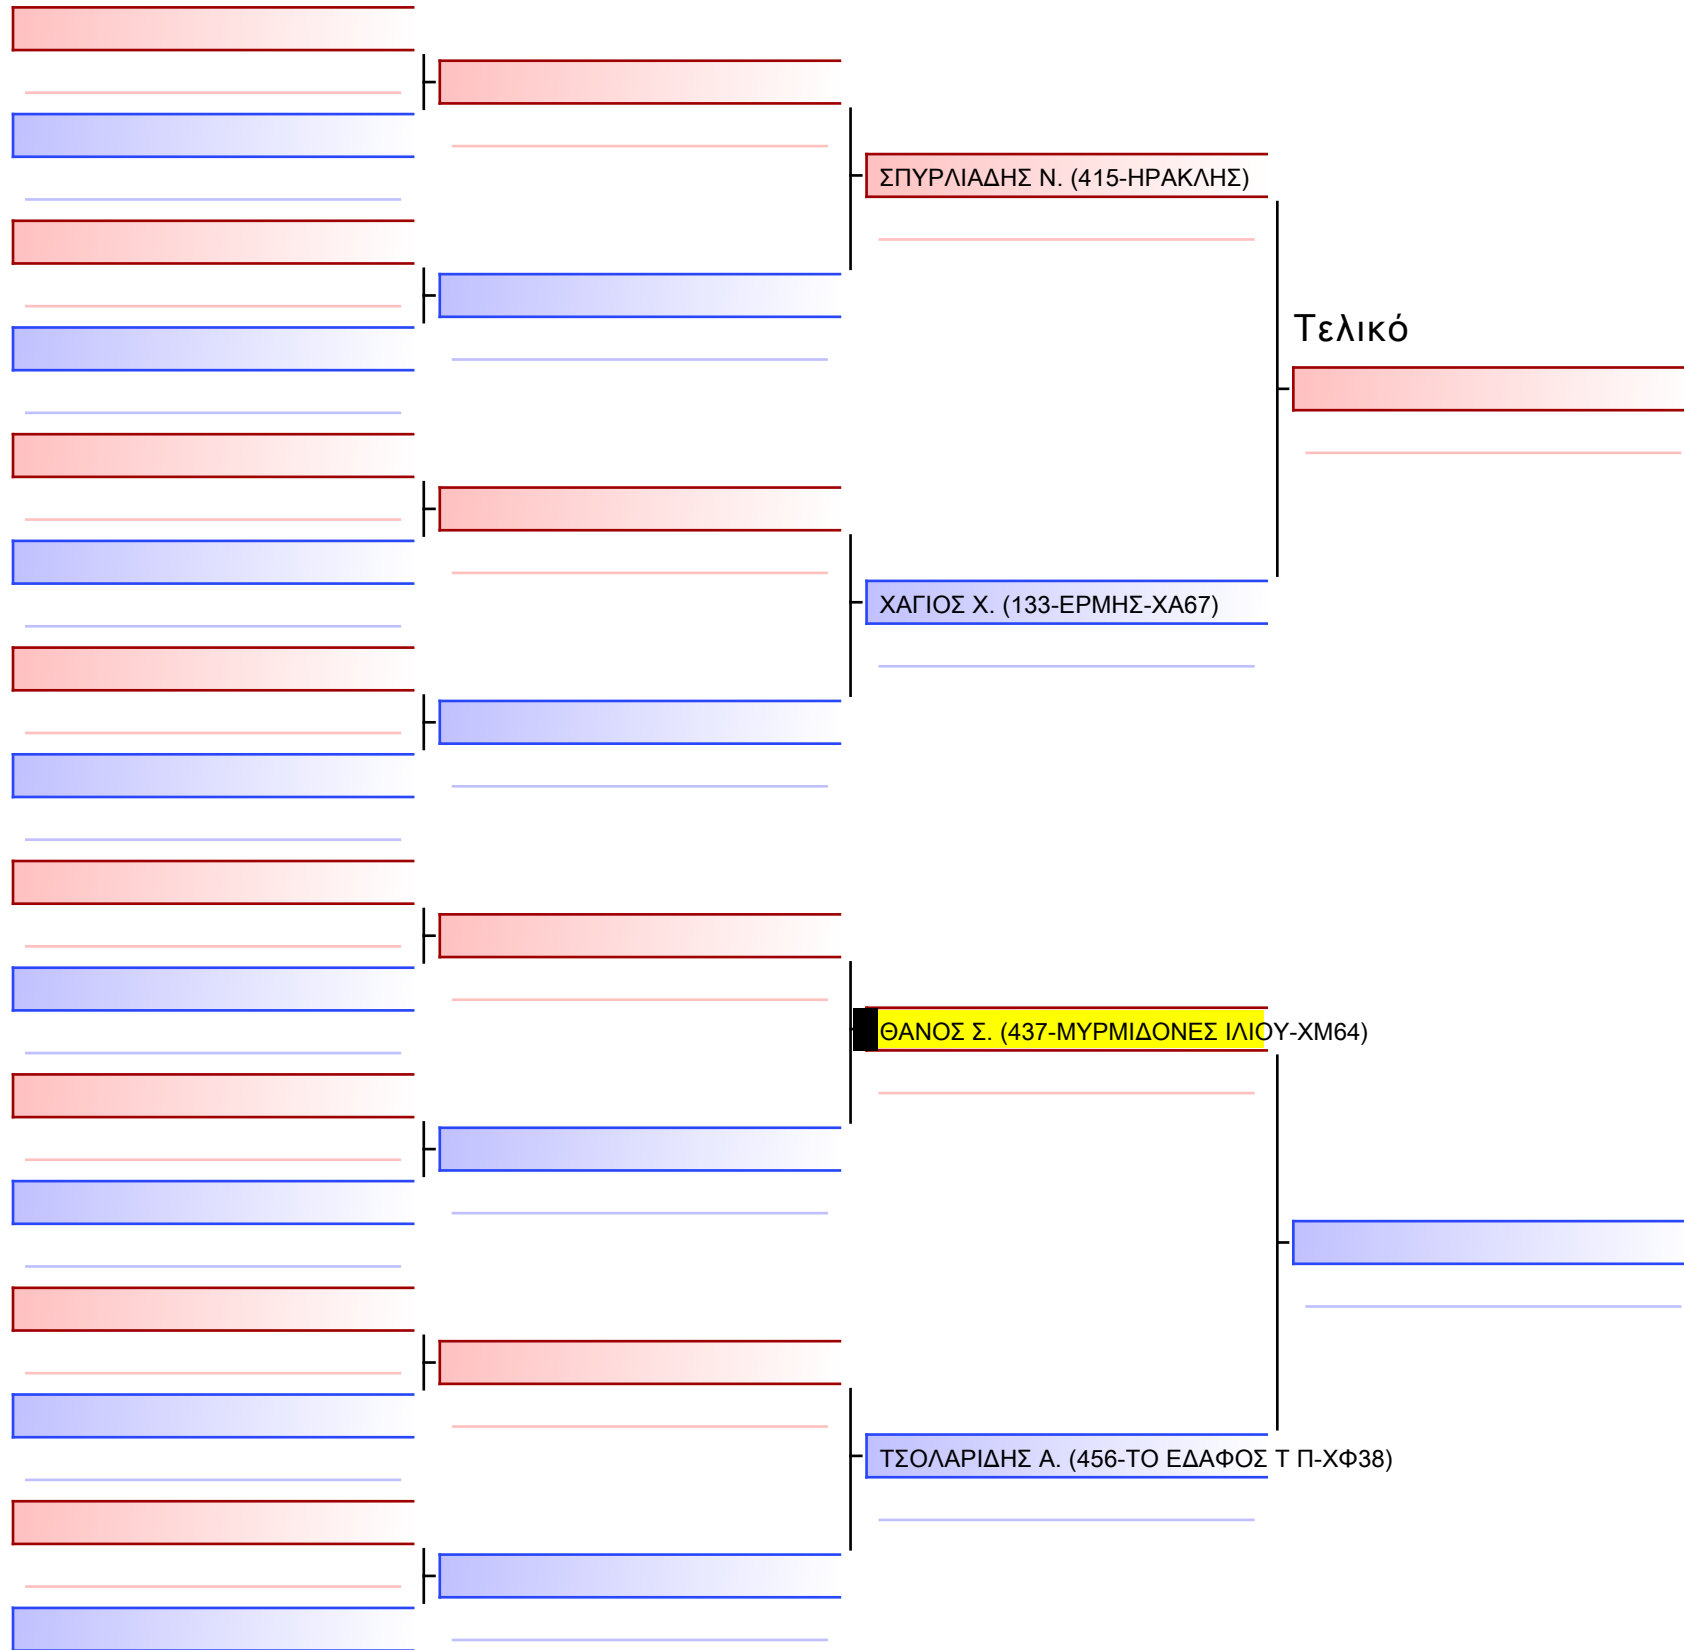 ΣΠΥΡΛΙΑΔΗΣ Ν. (415-ΗΡΑΚΛΗΣ)
Τελικό
ΧΑΓΙΟΣ Χ. (133-ΕΡΜΗΣ-ΧΑ67)
ΘΑΝΟΣ Σ. (437-ΜΥΡΜΙΔΟΝΕΣ ΙΛΙΟΥ-ΧΜ64)
ΤΣΟΛΑΡΙΔΗΣ Α. (456-ΤΟ ΕΔΑΦΟΣ Τ Π-ΧΦ38)